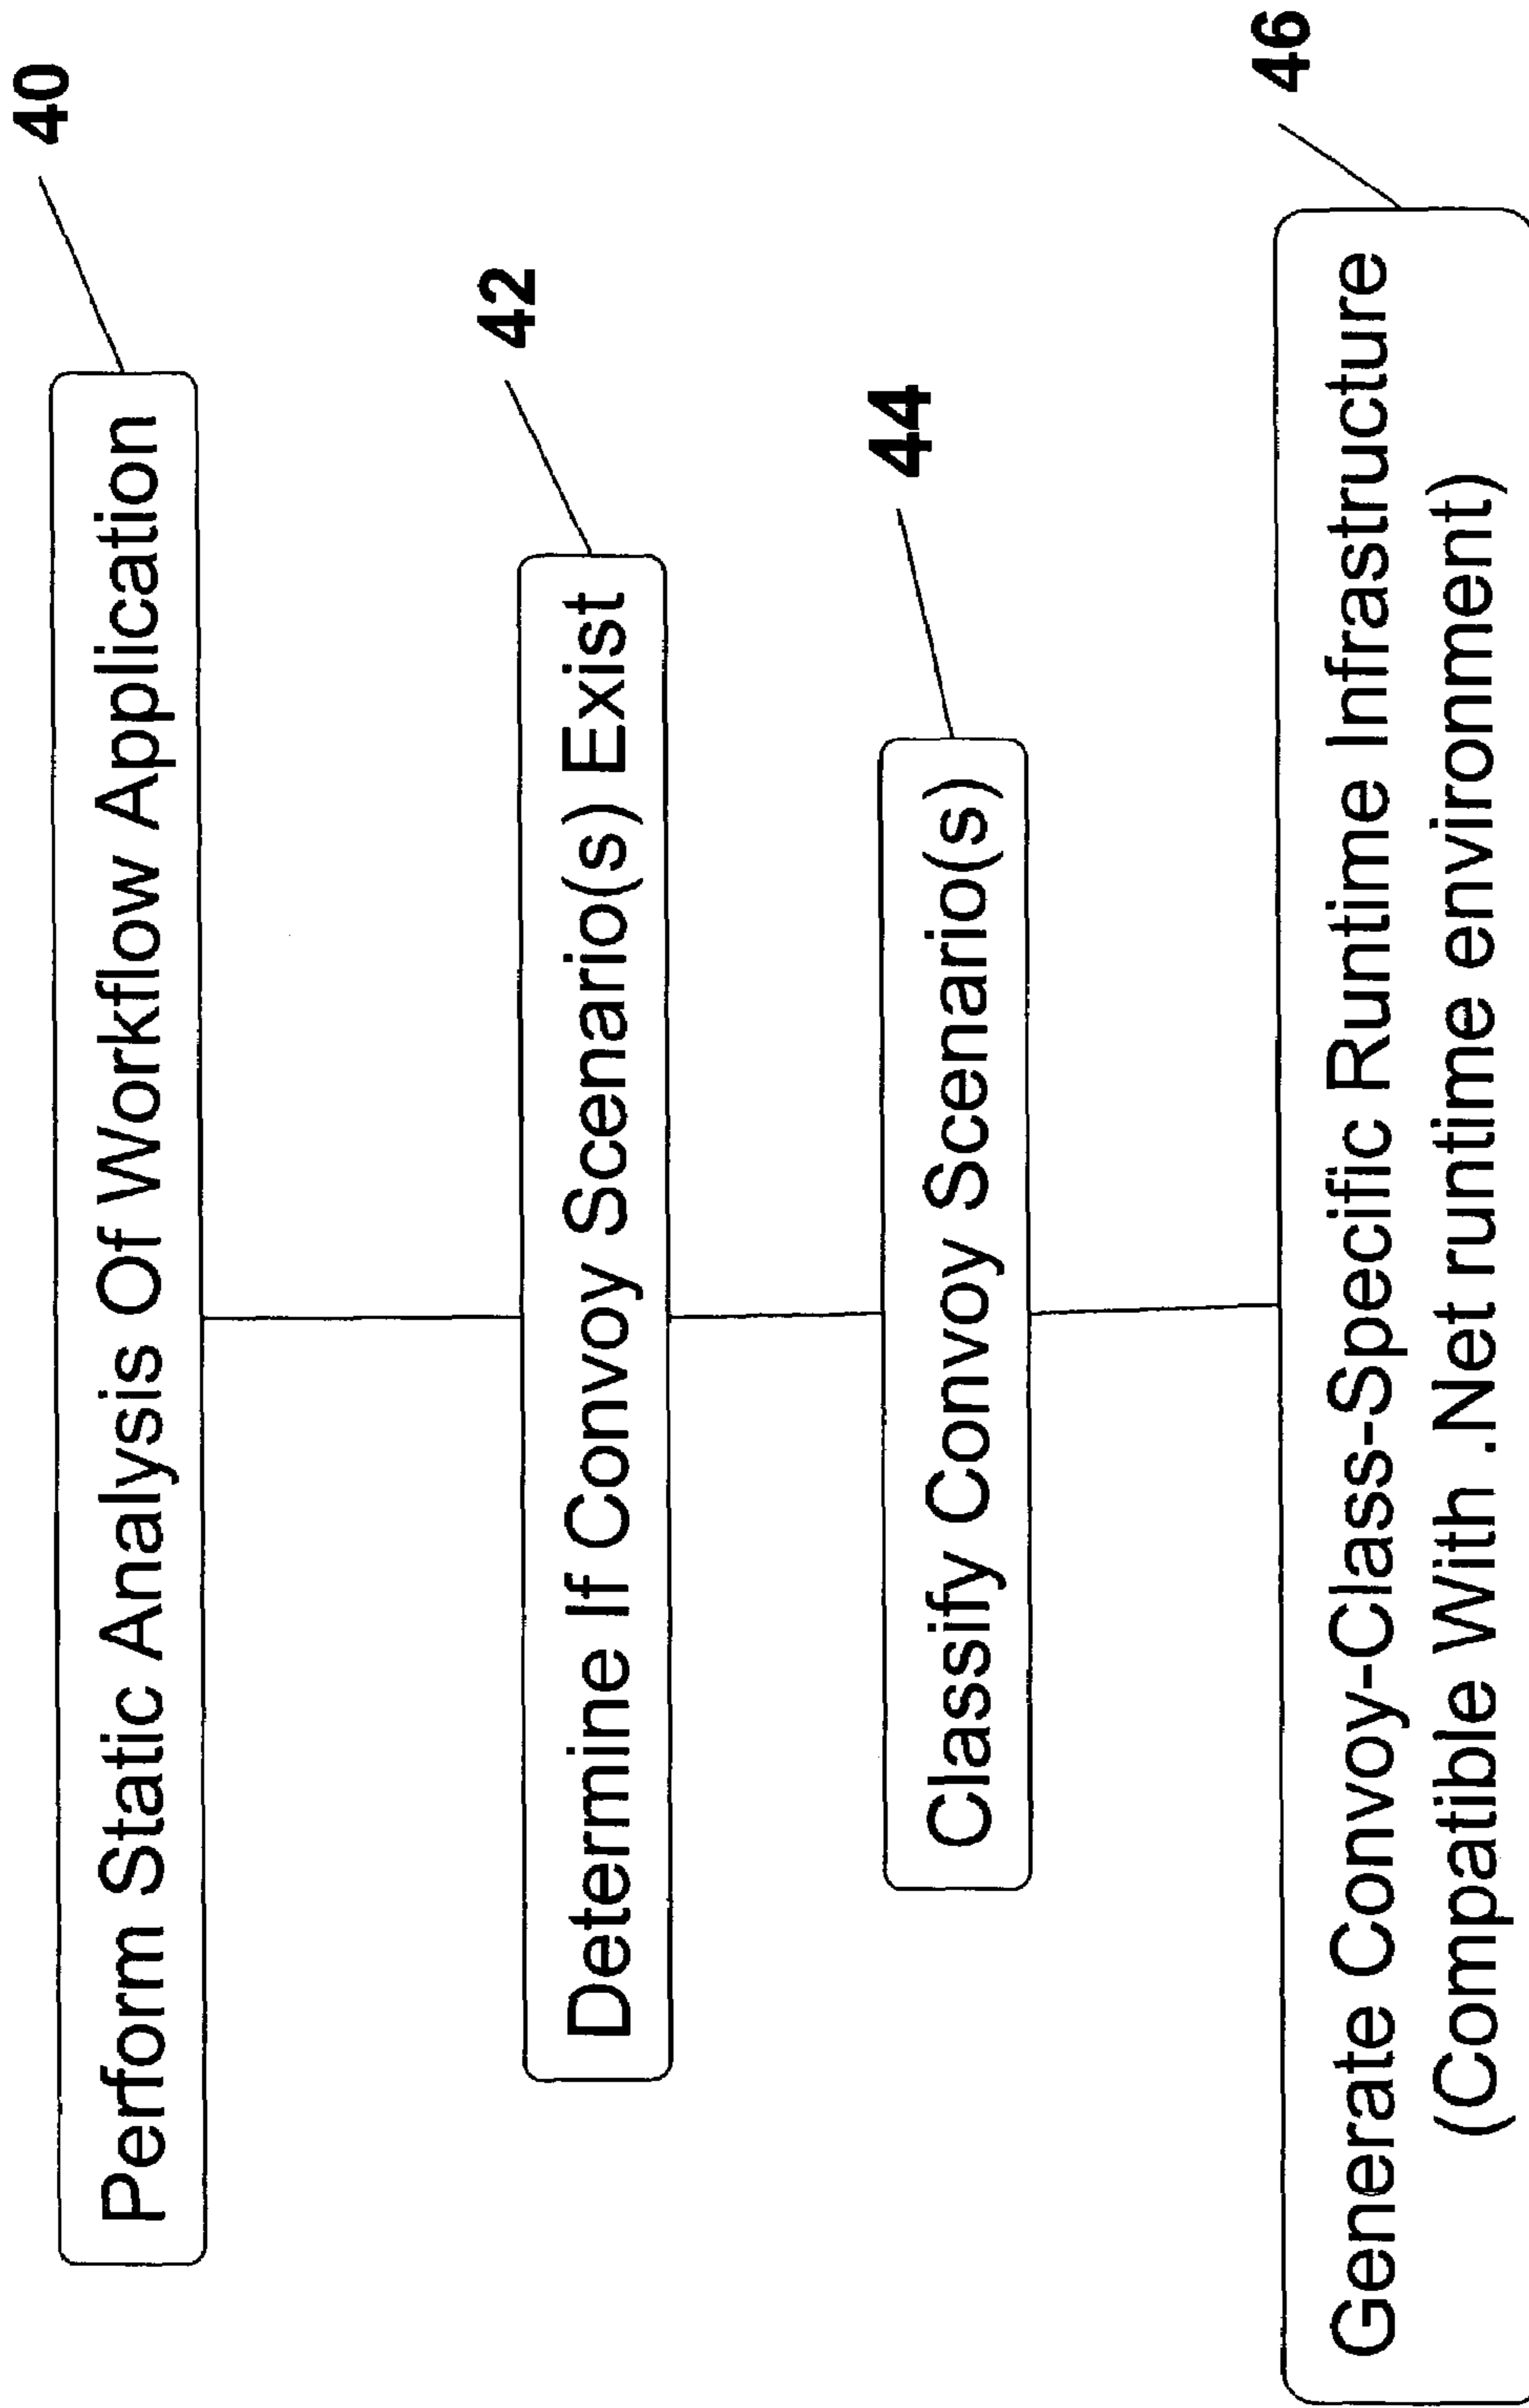 Perform Static Analysis Of Workflow Application
40
Determine If Convoy Scenario(s) Exist
42
Classify Convoy Scenario(s)
44
Generate Convoy-Class-Specific Runtime Infrastructure
(Compatible With .Net runtime environment)
46